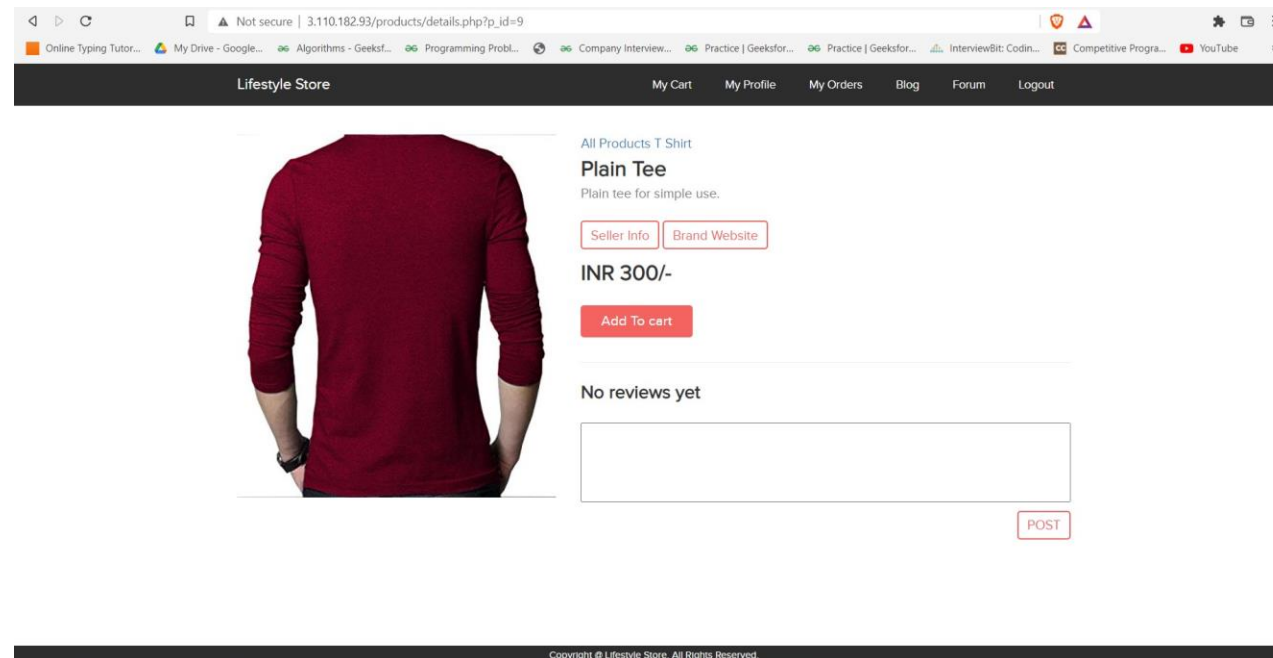 Not secure | 3.110.182.93/products/details.php?p_id=9
Online Typing Tutor... My Drive - Google... Algorithms - Geeksf... Programming Probl... Company Interview... Practice | Geeksfor... Practice | Geeksfor... InterviewBit: Codin... Competitive Progra... YouTube
Lifestyle Store My Cart My Profile My Orders Blog Forum Logout
All Products T Shirt
Plain Tee
Plain tee for simple use.
Seller Info Brand Website
INR 300/-
Add To cart
No reviews yet
POST
Copyright @ Lifestyle Store. All Rights Reserved.